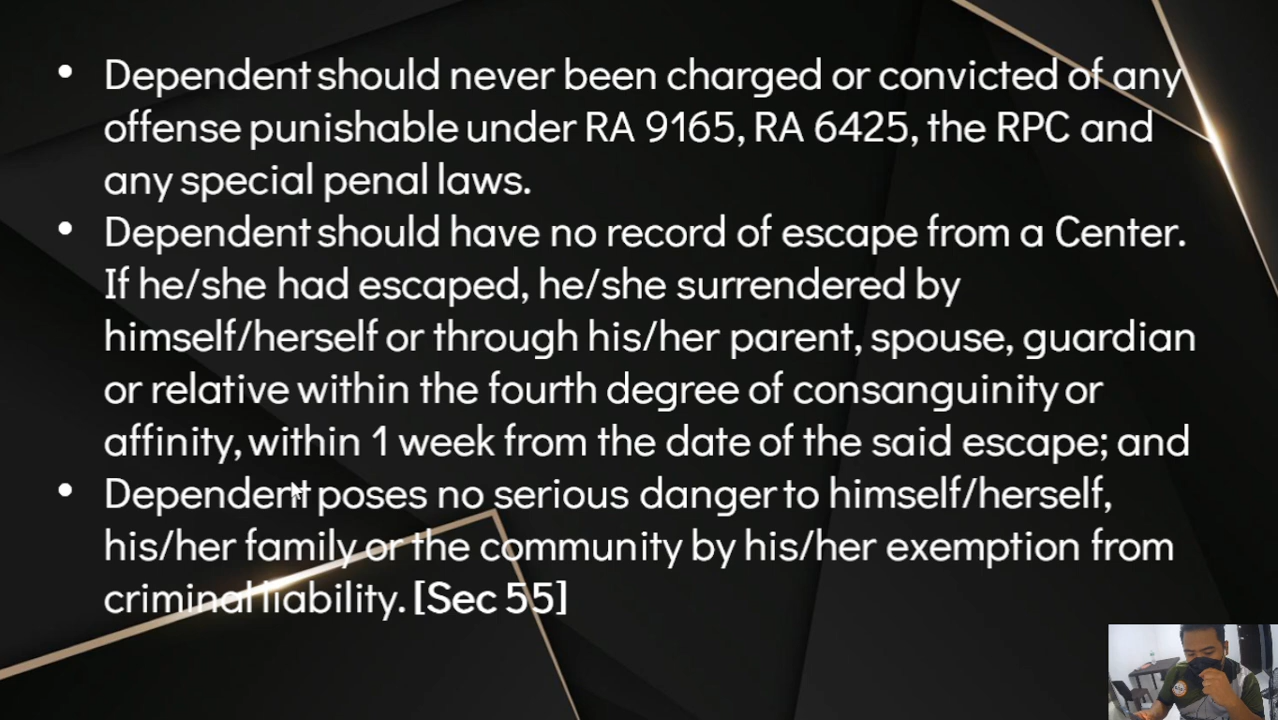 • Dependent should never been charged or convicted of any
offense punishable under RA 9165, RA 6425, the RPC and
any special penal laws.
• Dependent should have no record of escape from a Center.
If he/she had escaped, he/she surrendered by
himself/herself or through his/her parent, spouse, guardian
or relative within the fourth degree of consanguinity or
affinity, within 1 week from the date of the said escape; and
• Dependent poses no serious danger to himself/herself,
his/her family or the community by his/her exemption from
criminal liability. [Sec 55]